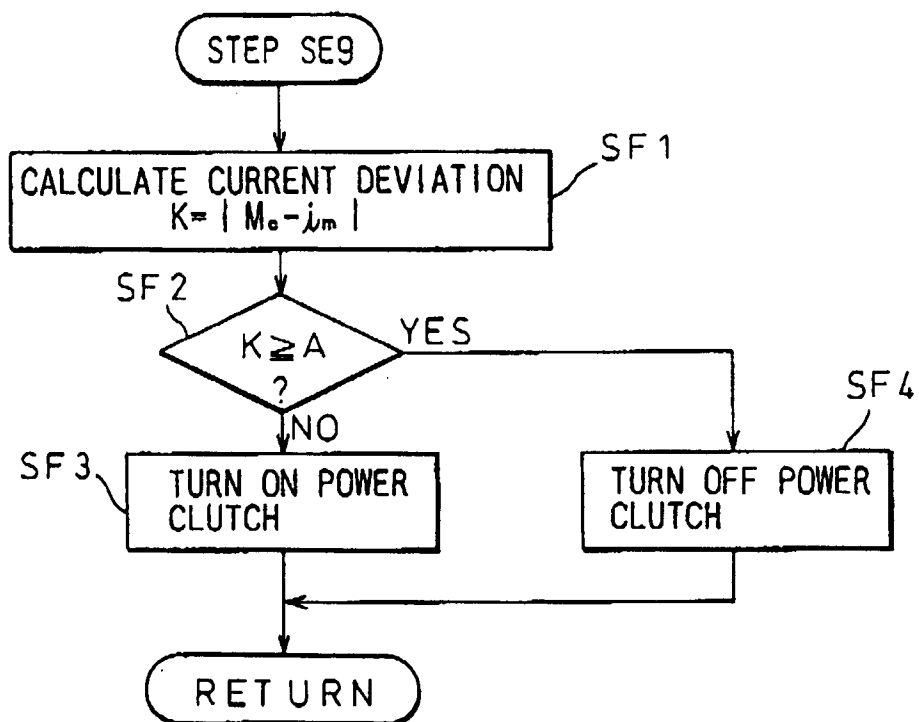 STEP SE9
SF1
CALCULATE CURRENT DEVIATION
K= | Mc-im |
SF2
K≧A
?
YES
NO
SF3
TURN ON POWER
CLUTCH
SF4
TURN OFF POWER
CLUTCH
RETURN